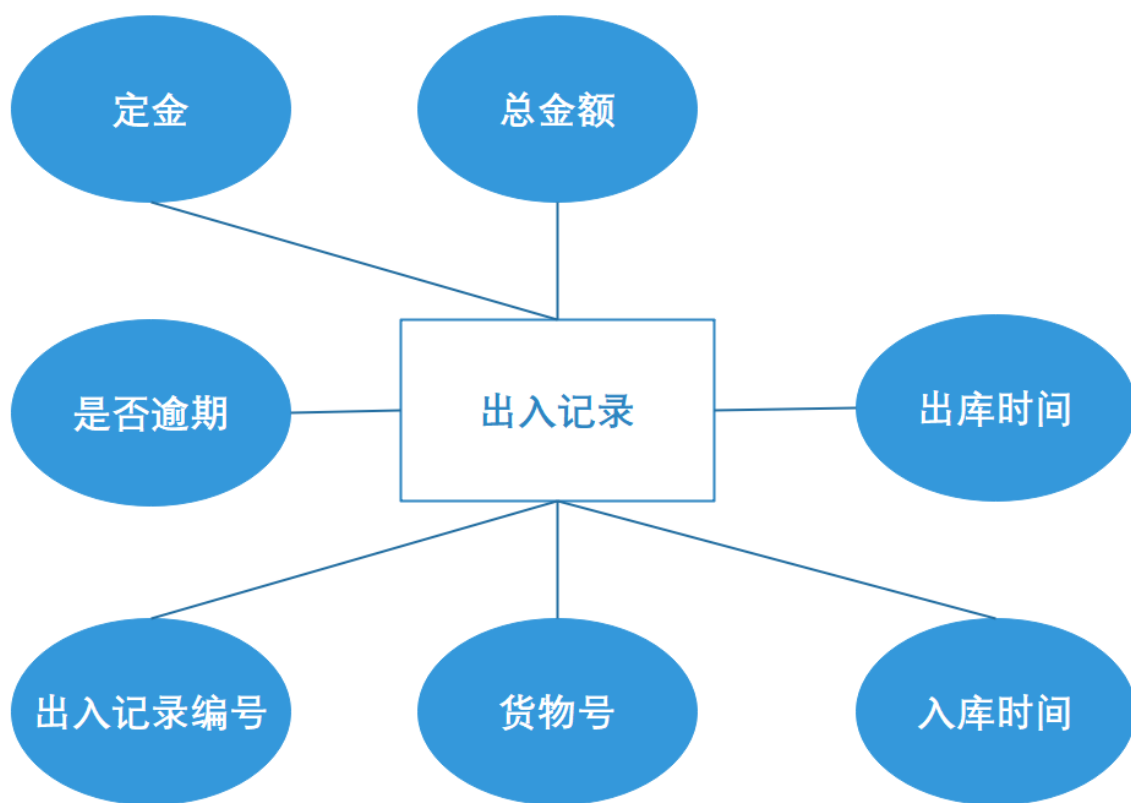 定金
总金额
是否逾期
出入记录
出库时间
出入记录编号
货物号
入库时间